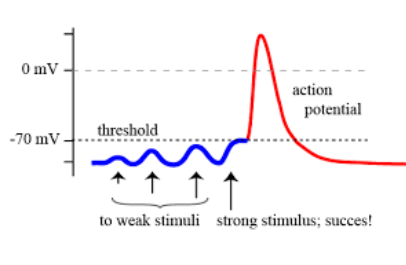 0 mV
action
potential
threshold
-70 mV
to weak stimuli
strong stimulus; succes!